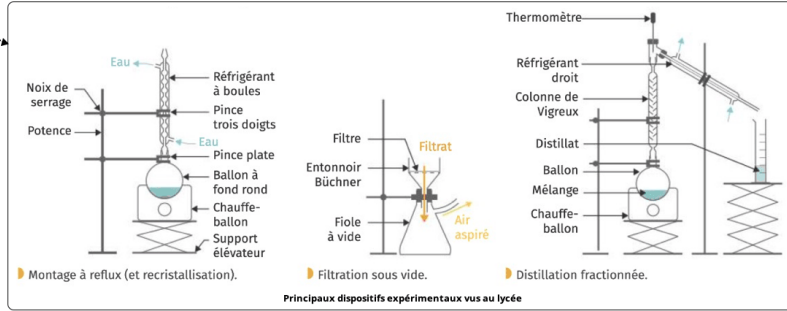 Eau
Noix de
serrage
Potence
Réfrigérant
à boules
Pince
trois doigts
Eau
Pince plate
Ballon à
fond rond
Chauffe-
ballon
Support
élévateur
Montage à reflux (et recristallisation).
Filtre
Filtrat
Entonnoir
Büchner
Fiole
à vide
Air
aspiré
Filtration sous vide.
Thermomètre
Réfrigérant
droit
Colonne de
Vigreux
Distillat
Ballon
Mélange
Chauffe-
ballon
Distillation fractionnée.
Principaux dispositifs expérimentaux vus au lycée